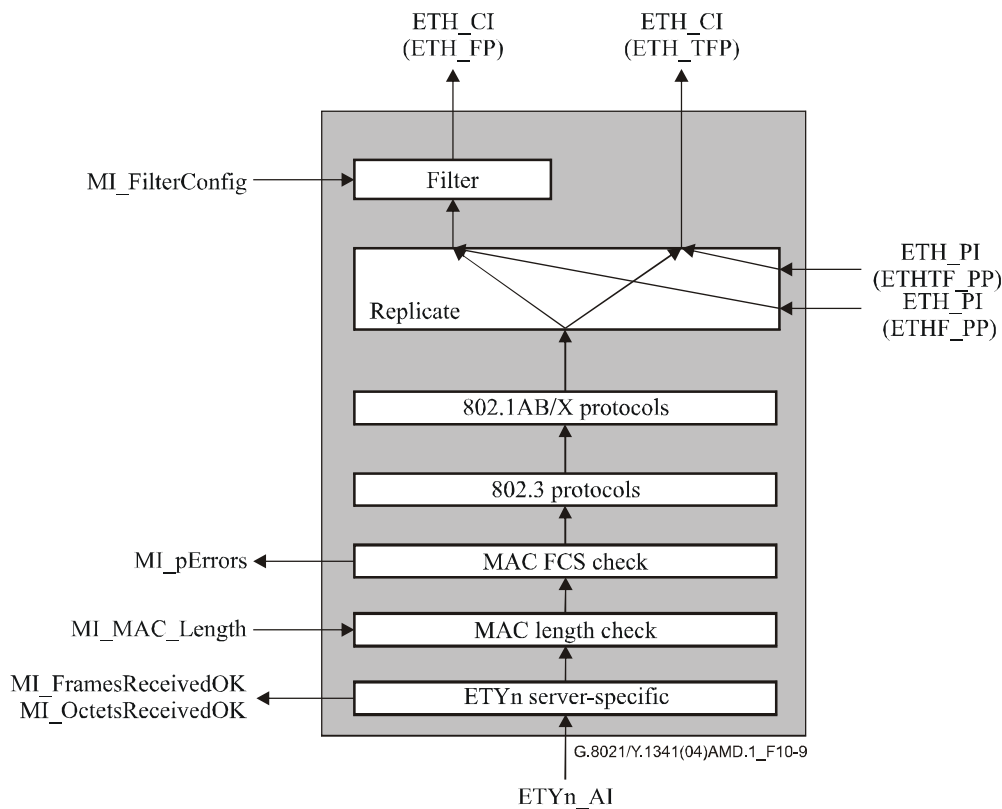 ETH_CI
(ETH_FP)
ETH_CI
(ETH_TFP)
MI_FilterConfig
Filter
ETH_PI
(ETHTF_PP)
ETH_PI
(ETHF_PP)
Replicate
802.1AB/X protocols
802.3 protocols
MI_pErrors
MAC FCS check
MI_MAC_Length
MAC length check
MI_FramesReceivedOK
MI_OctetsReceivedOK
ETYn server-specific
G.8021/Y.1341(04)AMD.1_F10-9
ETYn_AI